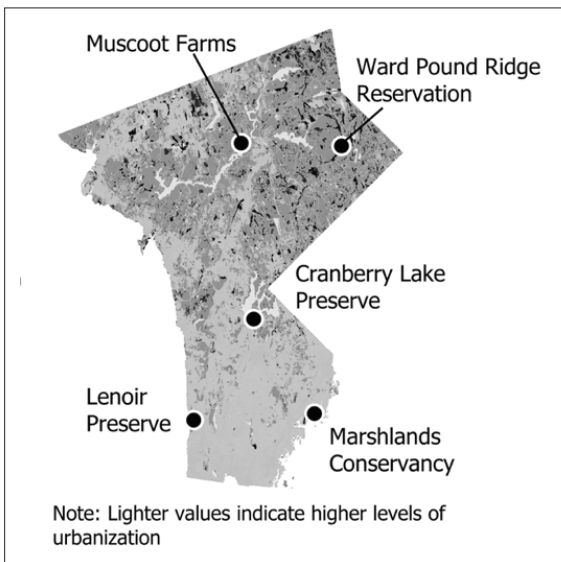 Muscoot Farms
Ward Pound Ridge
Reservation
Cranberry Lake
Preserve
Lenoir
Preserve
Marshlands
Conservancy
Note: Lighter values indicate higher levels of
urbanization